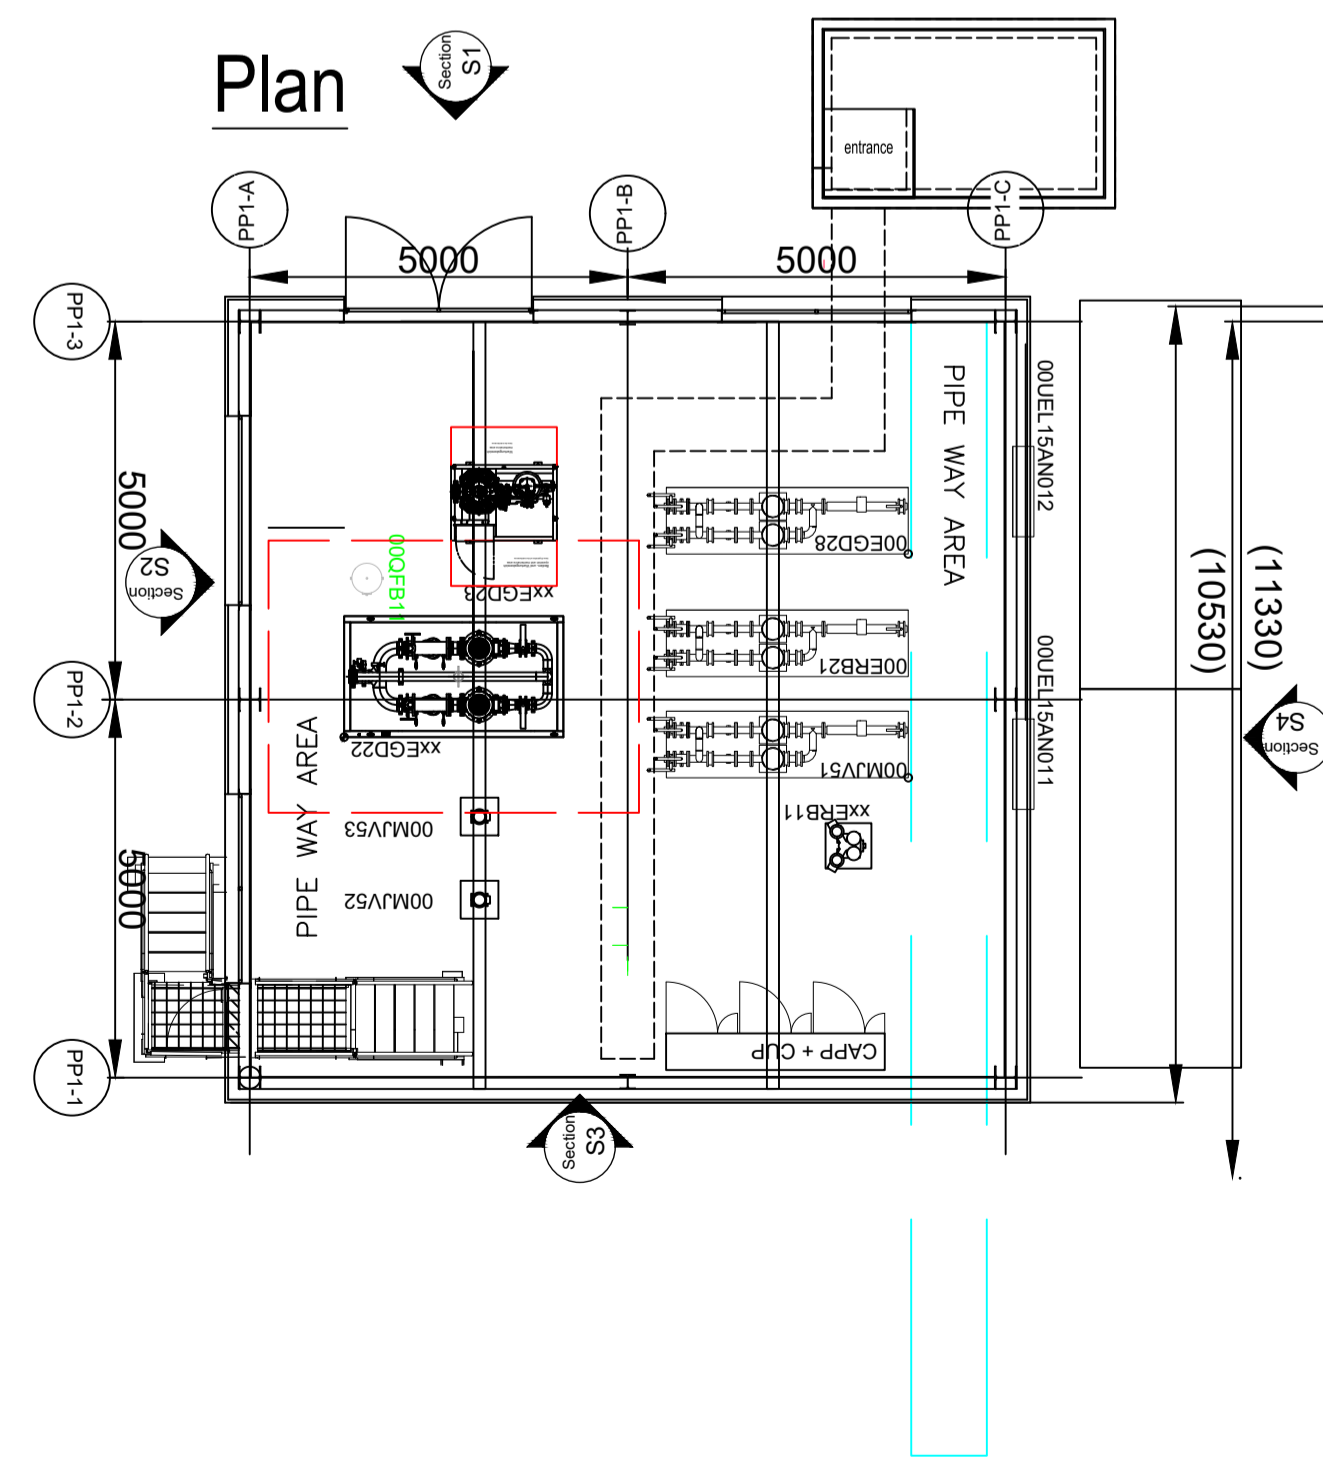 Plan
Section
S1
entrance
PP1-A
PP1-B
PP1-C
5000
5000
PP1-3
5000
PP1-2
5000
PP1-1
Section
S2
PIPE WAY AREA
00UEL15AN012
00QFB11
xxEGD23
00EGD28
(11330)
(10530)
00ERB21
00UEL15AN011
Section
S4
xxEGD22
00MJV51
PIPE WAY AREA
00MJV53
xxERB11
00MJV52
CAPP + CUP
Section
S3